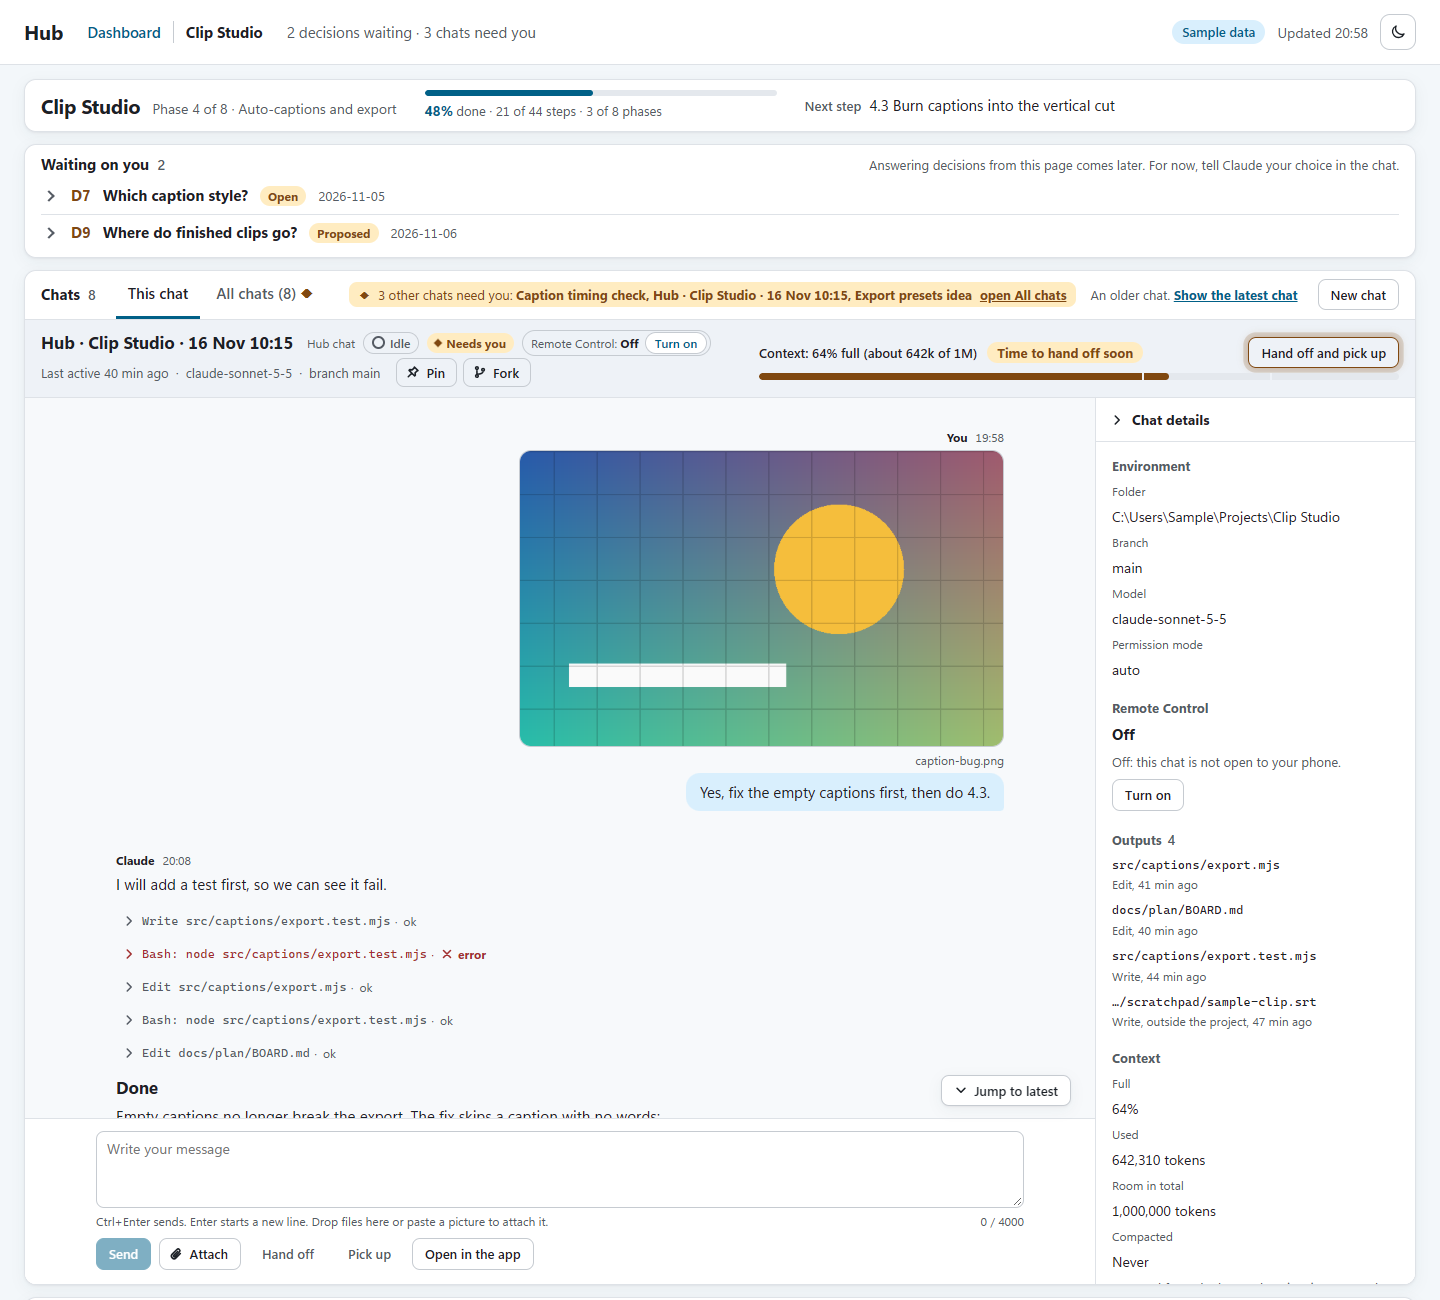 Hub Dashboard Clip Studio 2 decisions waiting · 3 chats need you Sample data Updated 20:58
Clip Studio Phase 4 of 8 · Auto-captions and export
48% done · 21 of 44 steps · 3 of 8 phases
Next step 4.3 Burn captions into the vertical cut
Waiting on you 2 Answering decisions from this page comes later. For now, tell Claude your choice in the chat.
D7 Which caption style? Open 2026-11-05
D9 Where do finished clips go? Proposed 2026-11-06
Chats 8 This chat All chats (8) 3 other chats need you: Caption timing check, Hub · Clip Studio · 16 Nov 10:15, Export presets idea open All chats An older chat. Show the latest chat New chat
Hub · Clip Studio · 16 Nov 10:15 Hub chat Idle Needs you Remote Control: Off Turn on
Last active 40 min ago · claude-sonnet-5-5 · branch main Pin Fork
Context: 64% full (about 642k of 1M) Time to hand off soon Hand off and pick up
You 19:58
caption-bug.png
Yes, fix the empty captions first, then do 4.3.
Claude 20:08
I will add a test first, so we can see it fail.
Write src/captions/export.test.mjs · ok
Bash: node src/captions/export.test.mjs · error
Edit src/captions/export.mjs · ok
Bash: node src/captions/export.test.mjs · ok
Edit docs/plan/BOARD.md · ok
Done
Empty captions no longer break the export. The fix skips a caption with no words:
Jump to latest
Write your message
Ctrl+Enter sends. Enter starts a new line. Drop files here or paste a picture to attach it. 0 / 4000
Send Attach Hand off Pick up Open in the app
Chat details
Environment
Folder
C:\Users\Sample\Projects\Clip Studio
Branch
main
Model
claude-sonnet-5-5
Permission mode
auto
Remote Control
Off
Off: this chat is not open to your phone.
Turn on
Outputs 4
src/captions/export.mjs
Edit, 41 min ago
docs/plan/BOARD.md
Edit, 40 min ago
src/captions/export.test.mjs
Write, 44 min ago
…/scratchpad/sample-clip.srt
Write, outside the project, 47 min ago
Context
Full
64%
Used
642,310 tokens
Room in total
1,000,000 tokens
Compacted
Never